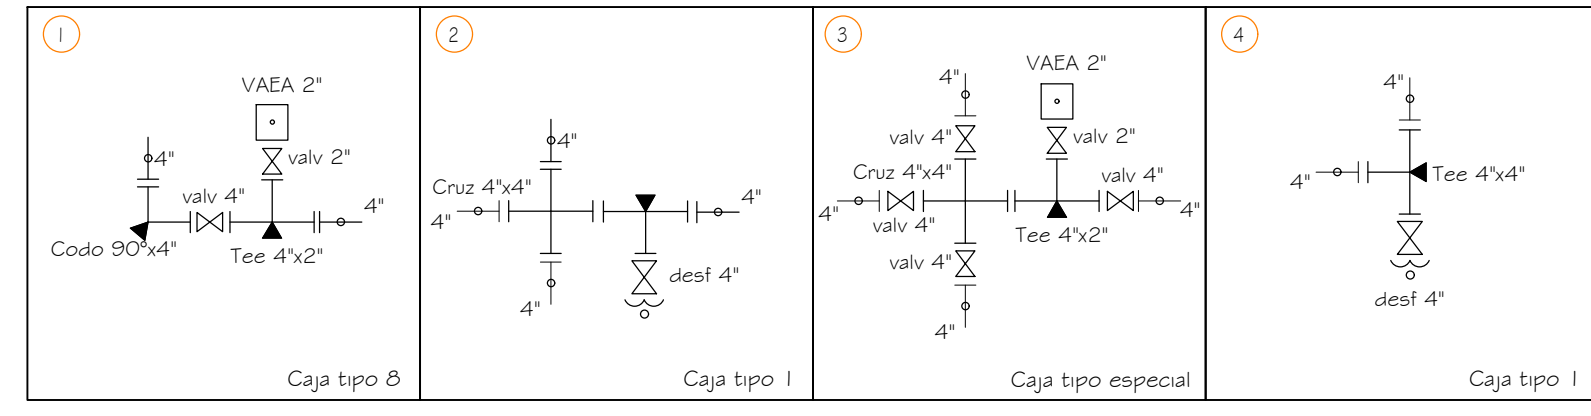 1
VAEA 2"
4"
valv 2"
valv 4"
4"
Codo 90°x4"
Tee 4"x2"
Caja tipo 8
2
4"
Cruz 4"x4"
4"
4"
4"
desf 4"
Caja tipo 1
3
VAEA 2"
4"
valv 4"
valv 2"
Cruz 4"x4"
valv 4"
4"
valv 4"
4"
Tee 4"x2"
valv 4"
4"
Caja tipo especial
4
4"
4"
Tee 4"x4"
desf 4"
Caja tipo 1